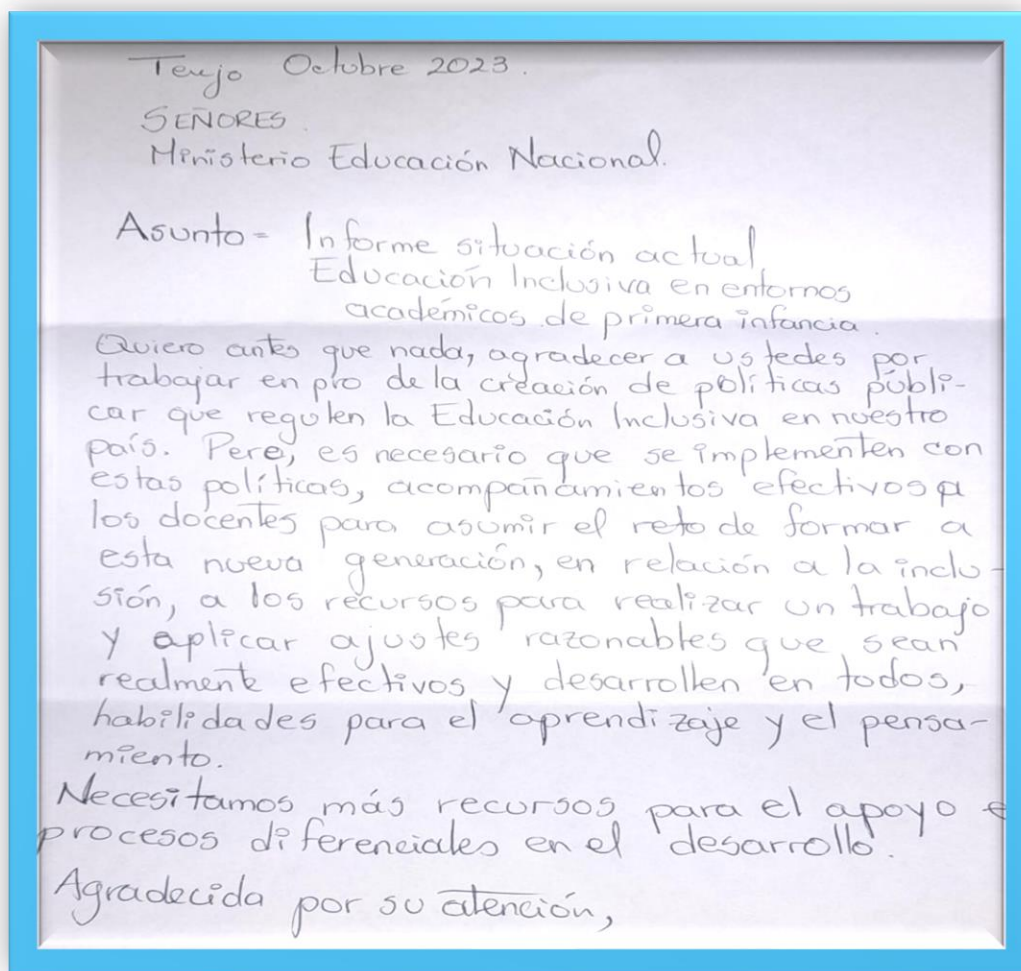 Tenjo Octubre 2023.
SEÑORES
Ministerio Educación Nacional.
Asunto = Informe situación actual
Educación Inclusiva en entornos
académicos de primera infancia.
Quiero antes que nada, agradecer a ustedes por
trabajar en pro de la creación de políticas públi-
car que regulen la Educación Inclusiva en nuestro
país. Pero, es necesario que se implementen con
estas políticas, acompañamientos efectivos a
los docentes para asumir el reto de formar a
esta nueva generación, en relación a la inclu-
sión, a los recursos para realizar un trabajo
y aplicar ajustes razonables que sean
realmente efectivos y desarrollen en todos,
habilidades para el aprendizaje y el pensa-
miento.
Necesitamos más recursos para el apoyo e
procesos diferenciales en el desarrollo.
Agradecida por su atención,